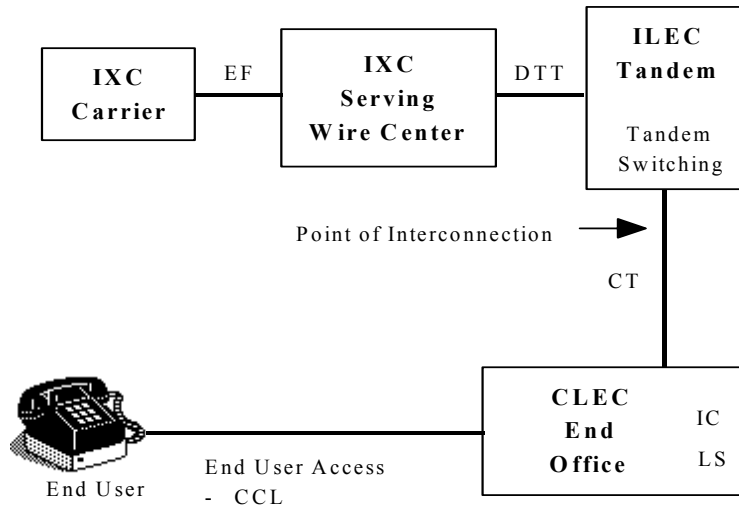 IXC
Carrier
EF
IXC
Serving
Wire Center
DTT
ILEC
Tandem
Tandem
Switching
Point of Interconnection
CT
CLEC
End
Office
IC
LS
End User
End User Access
- CCL